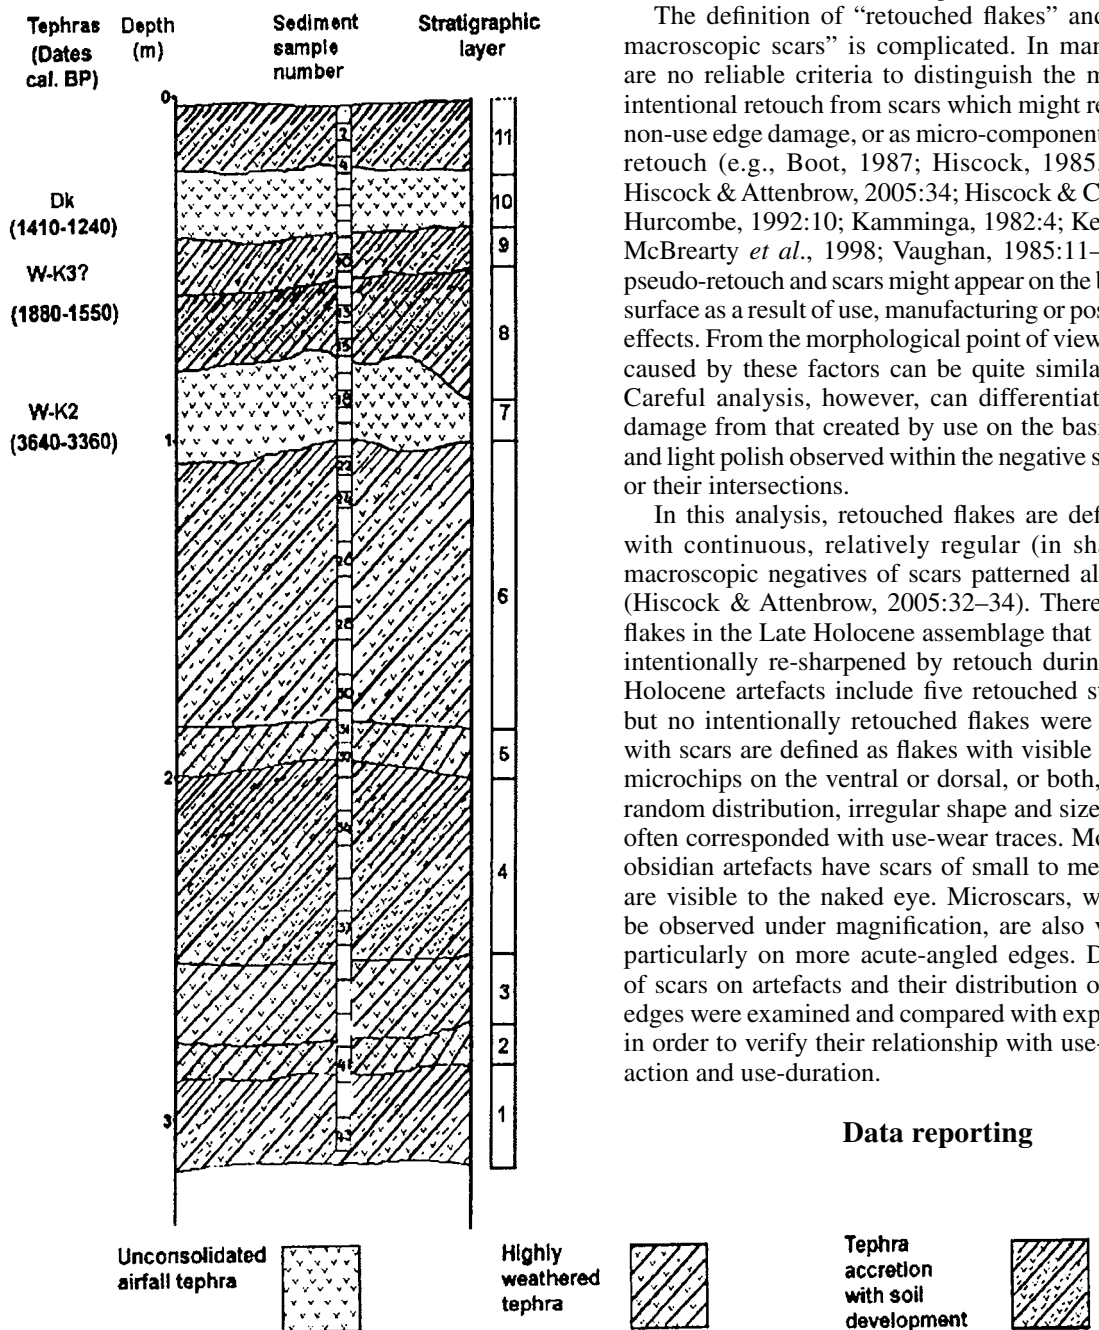 Tephras
(Dates
cal. BP)
Depth
(m)
Sediment
sample
number
Stratigraphic
layer
0
Dk
(1410-1240)
W-K3?
(1880-1550)
W-K2
(3640-3360)
1
2
3
2
4
22
28
43
11
10
9
8
7
6
5
4
3
2
1
Unconsolidated
airfall tephra
Highly
weathered
tephra
Tephra
accretion
with soil
development
The definition of “retouched flakes” and
macroscopic scars” is complicated. In man
are no reliable criteria to distinguish the m
intentional retouch from scars which might re
non-use edge damage, or as micro-component
retouch (e.g., Boot, 1987; Hiscock, 1985,
Hiscock & Attenbrow, 2005:34; Hiscock & C
Hurcombe, 1992:10; Kamminga, 1982:4; Ke
McBrearty et al., 1998; Vaughan, 1985:11–
pseudo-retouch and scars might appear on the b
surface as a result of use, manufacturing or pos
effects. From the morphological point of view
caused by these factors can be quite simila
Careful analysis, however, can differentiat
damage from that created by use on the basi
and light polish observed within the negative s
or their intersections.
In this analysis, retouched flakes are def
with continuous, relatively regular (in sha
macroscopic negatives of scars patterned al
(Hiscock & Attenbrow, 2005:32–34). There
flakes in the Late Holocene assemblage that
intentionally re-sharpened by retouch durin
Holocene artefacts include five retouched s
but no intentionally retouched flakes were
with scars are defined as flakes with visible
microchips on the ventral or dorsal, or both,
random distribution, irregular shape and size
often corresponded with use-wear traces. Mo
obsidian artefacts have scars of small to me
are visible to the naked eye. Microscars, w
be observed under magnification, are also v
particularly on more acute-angled edges. D
of scars on artefacts and their distribution o
edges were examined and compared with exp
in order to verify their relationship with use-
action and use-duration.
Data reporting